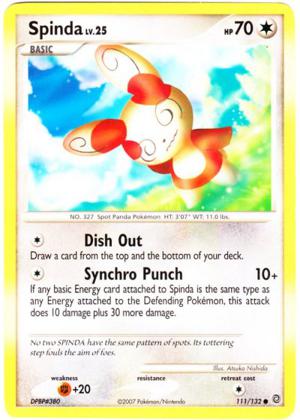 Spinda LV.25 HP 70
BASIC
NO. 327 Spot Panda Pokémon HT: 3'07" WT: 11.0 lbs.
Dish Out
Draw a card from the top and the bottom of your deck.
Synchro Punch 10+
If any basic Energy card attached to Spinda is the same type as
any Energy attached to the Defending Pokémon, this attack
does 10 damage plus 30 more damage.
Illus. Atsuko Nishida
No two SPINDA have the same pattern of spots. Its tottering
step fouls the aim of foes.
weakness resistance retreat cost
+20
DPBP#380 ©2007 Pokémon/Nintendo 111/132